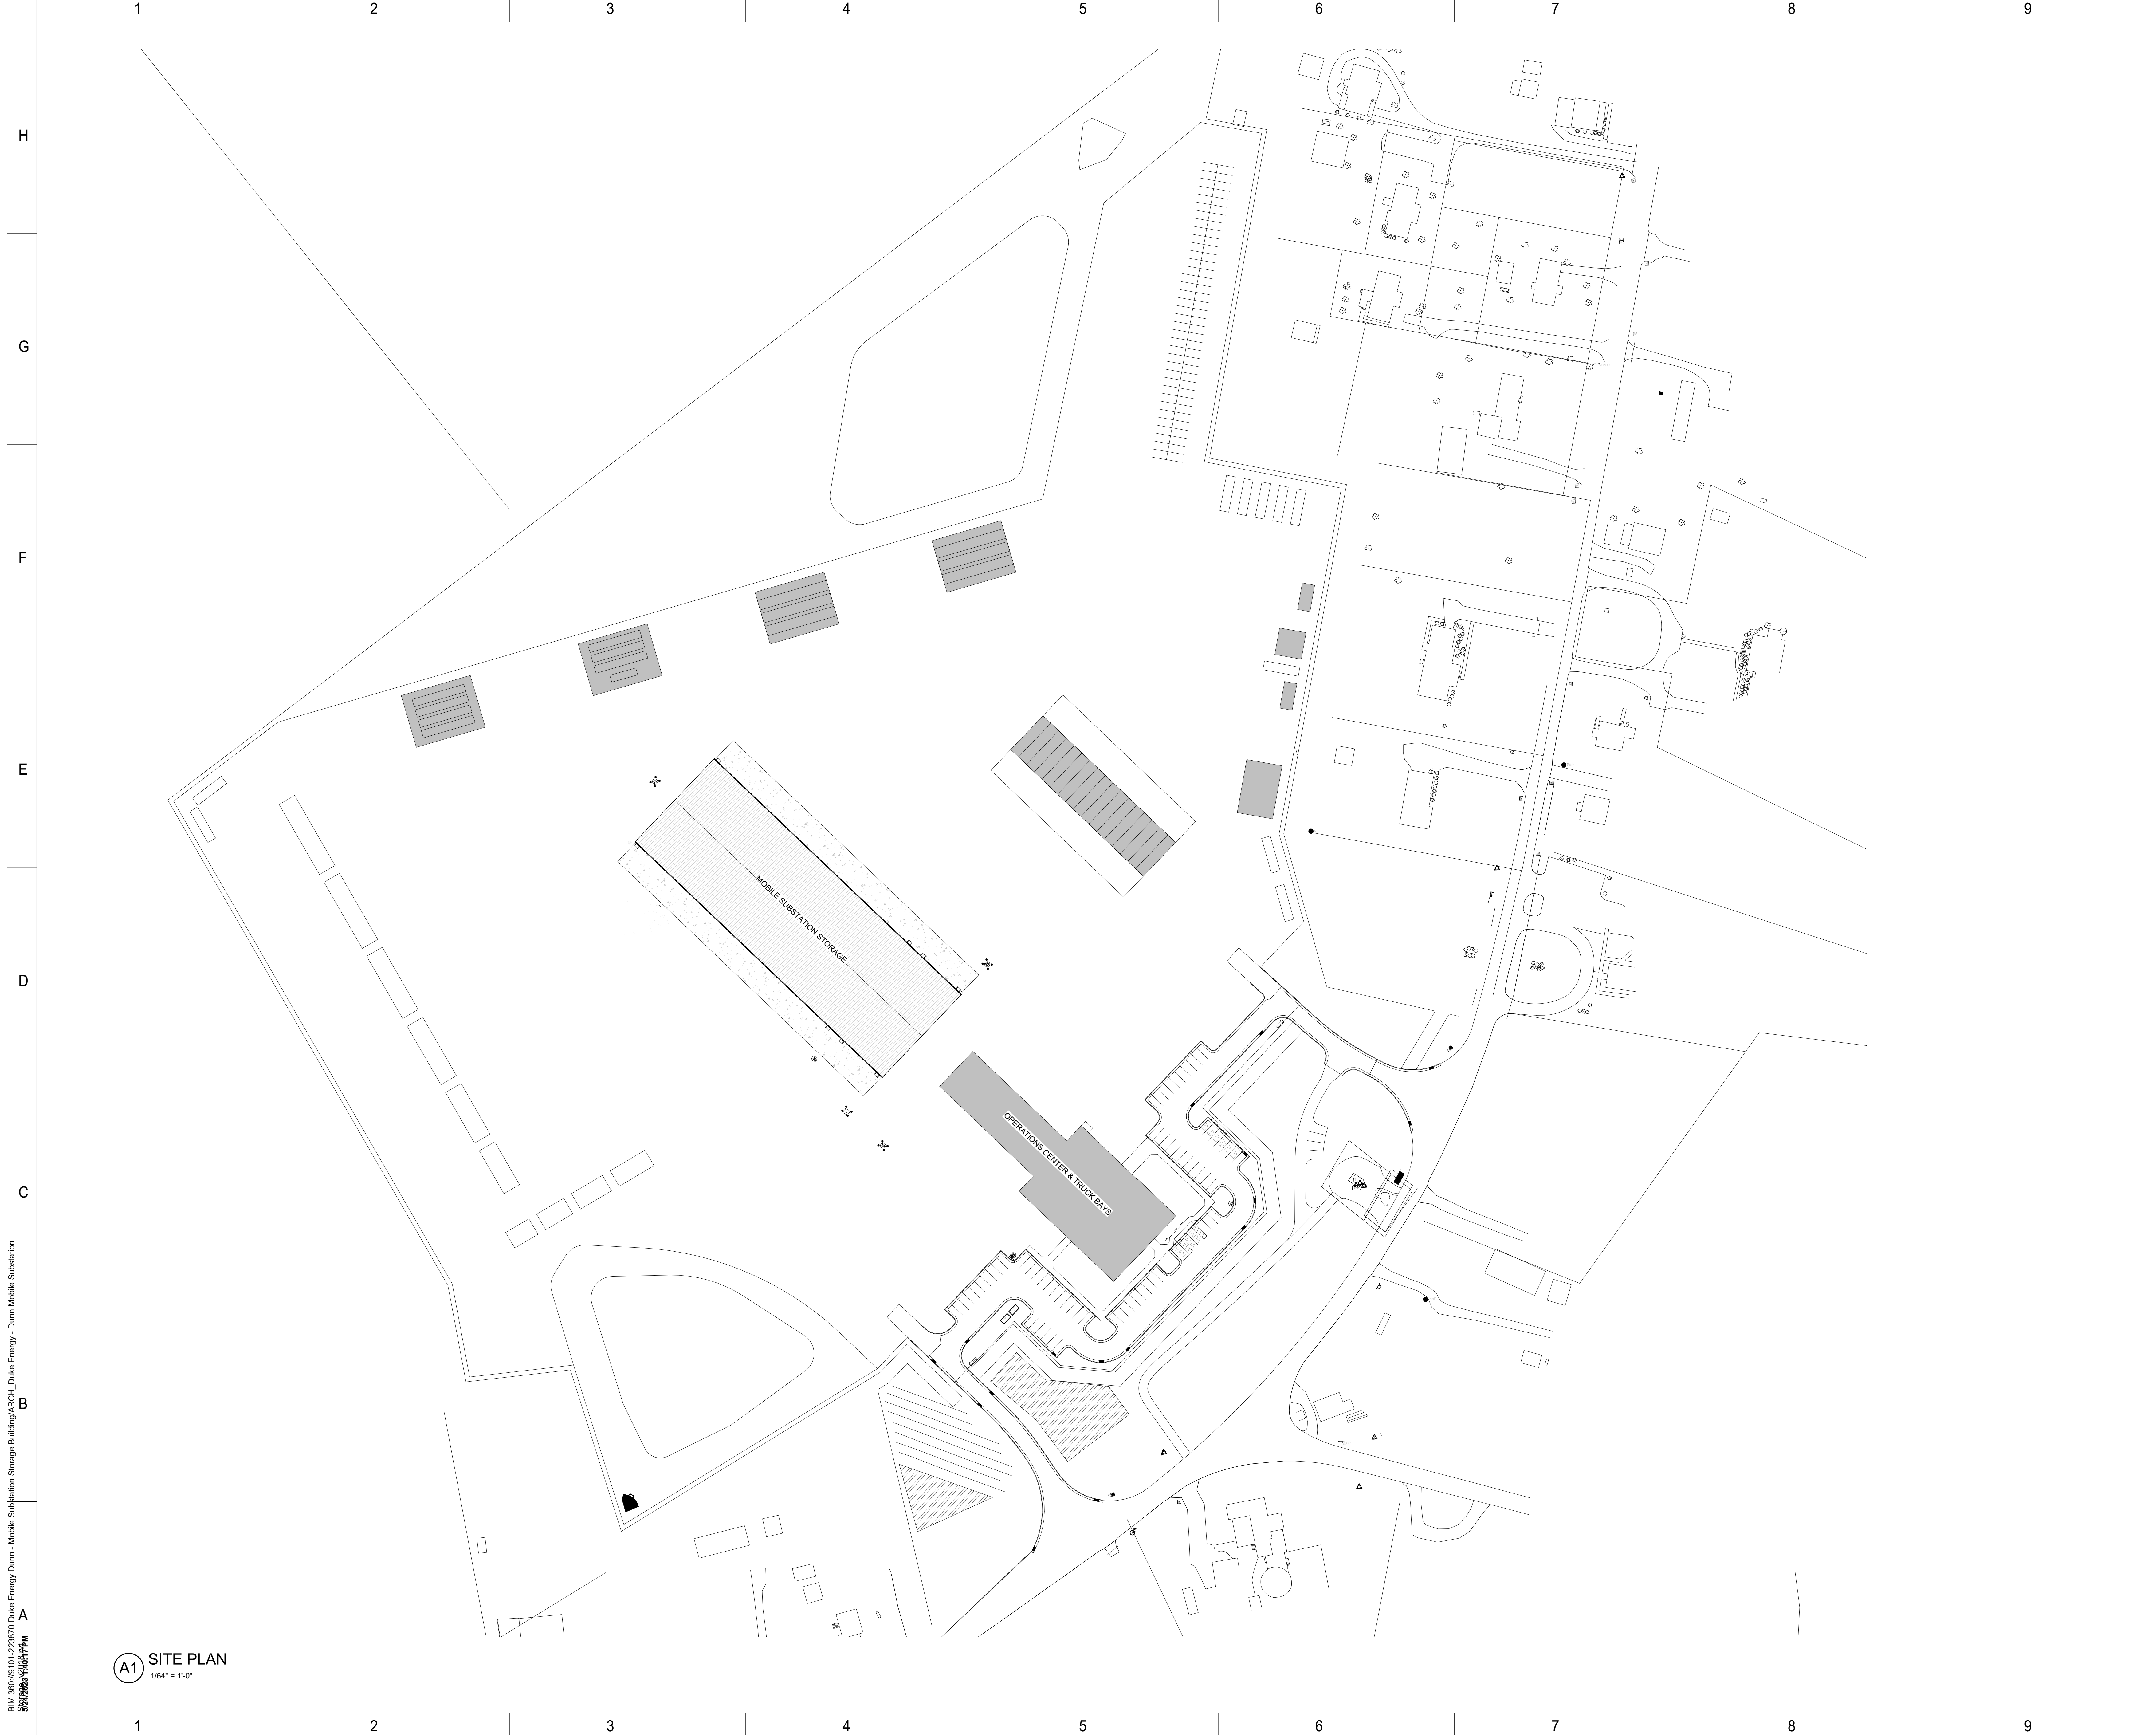 1 2 3 4 5 6 7 8 9
H
G
F
E
D
C
B
A
MOBILE SUBSTATION STORAGE
OPERATIONS CENTER & TRUCK BAYS
A1 SITE PLAN
1/64" = 1'-0"
BIM 360://9101-223870 Duke Energy Dunn - Mobile Substation Storage Building/ARCH_Duke Energy - Dunn Mobile Substation
1 2 3 4 5 6 7 8 9